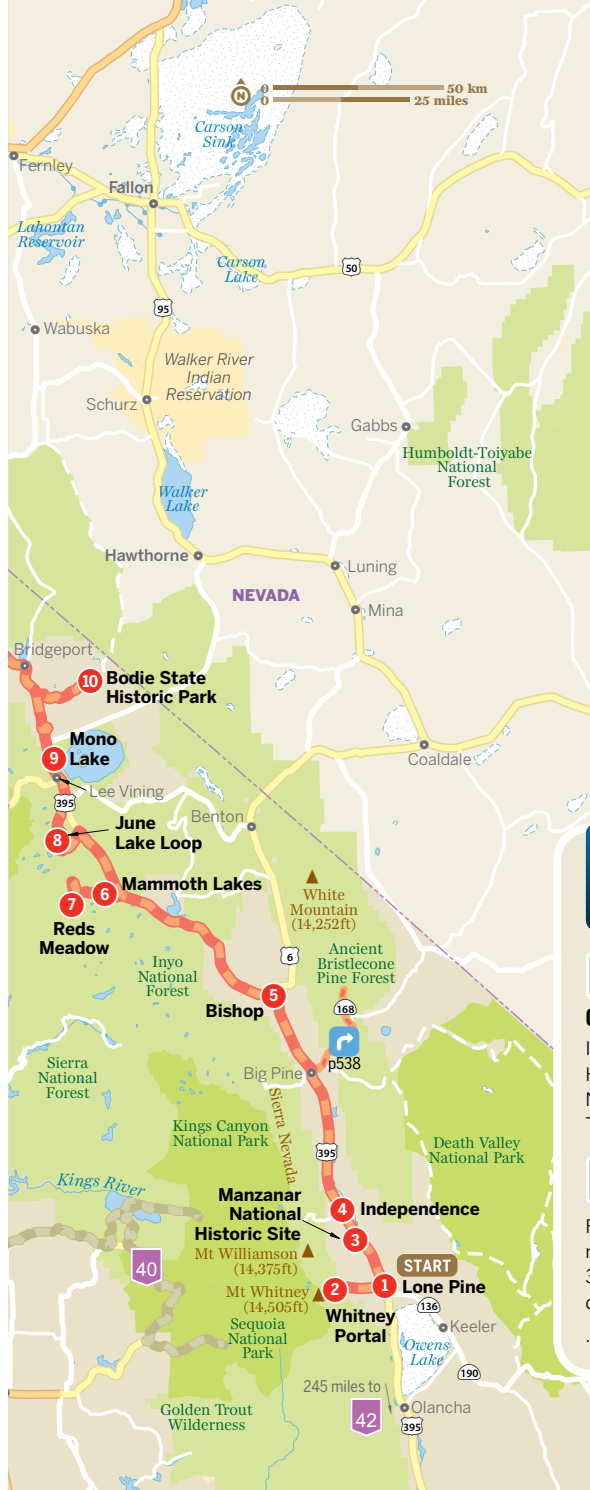 0
50 km
0
25 miles
N
Carson
Sink
Fernley
Fallon
Lahontan
Reservoir
Carson
Lake
50
95
Wabuska
Walker River
Indian
Reservation
Schurz
Gabbs
Humboldt-Toiyabe
National
Forest
Walker
Lake
Hawthorne
Luning
NEVADA
Mina
Bridgeport
10 Bodie State
Historic Park
Mono
9 Lake
Coaldale
Lee Vining
395
Benton
June
8 Lake Loop
6 Mammoth Lakes
7
Reds
Meadow
White
Mountain
(14,252ft)
6
Ancient
Bristlecone
Pine Forest
Inyo
National
Forest
5
Bishop
168
p538
Big Pine
Sierra
National
Forest
Sierra Nevada
Kings Canyon
National Park
395
Death Valley
National Park
Kings River
Manzanar
National
Historic Site
4 Independence
3
Mt Williamson
(14,375ft)
40
START
1 Lone Pine
Mt Whitney
(14,505ft)
2
Whitney
Portal
136
Keeler
Sequoia
National
Park
Owens
Lake
190
245 miles to
42
Olancha
395
Golden Trout
Wilderness